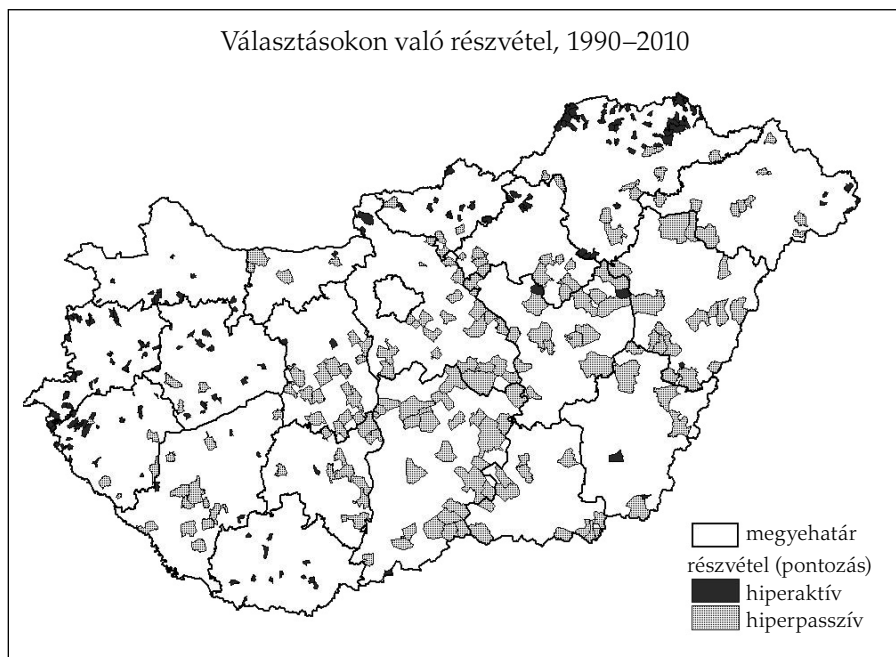 Választásokon való részvétel, 1990–2010
megyehatár
részvétel (pontozás)
hiperaktív
hiperpasszív